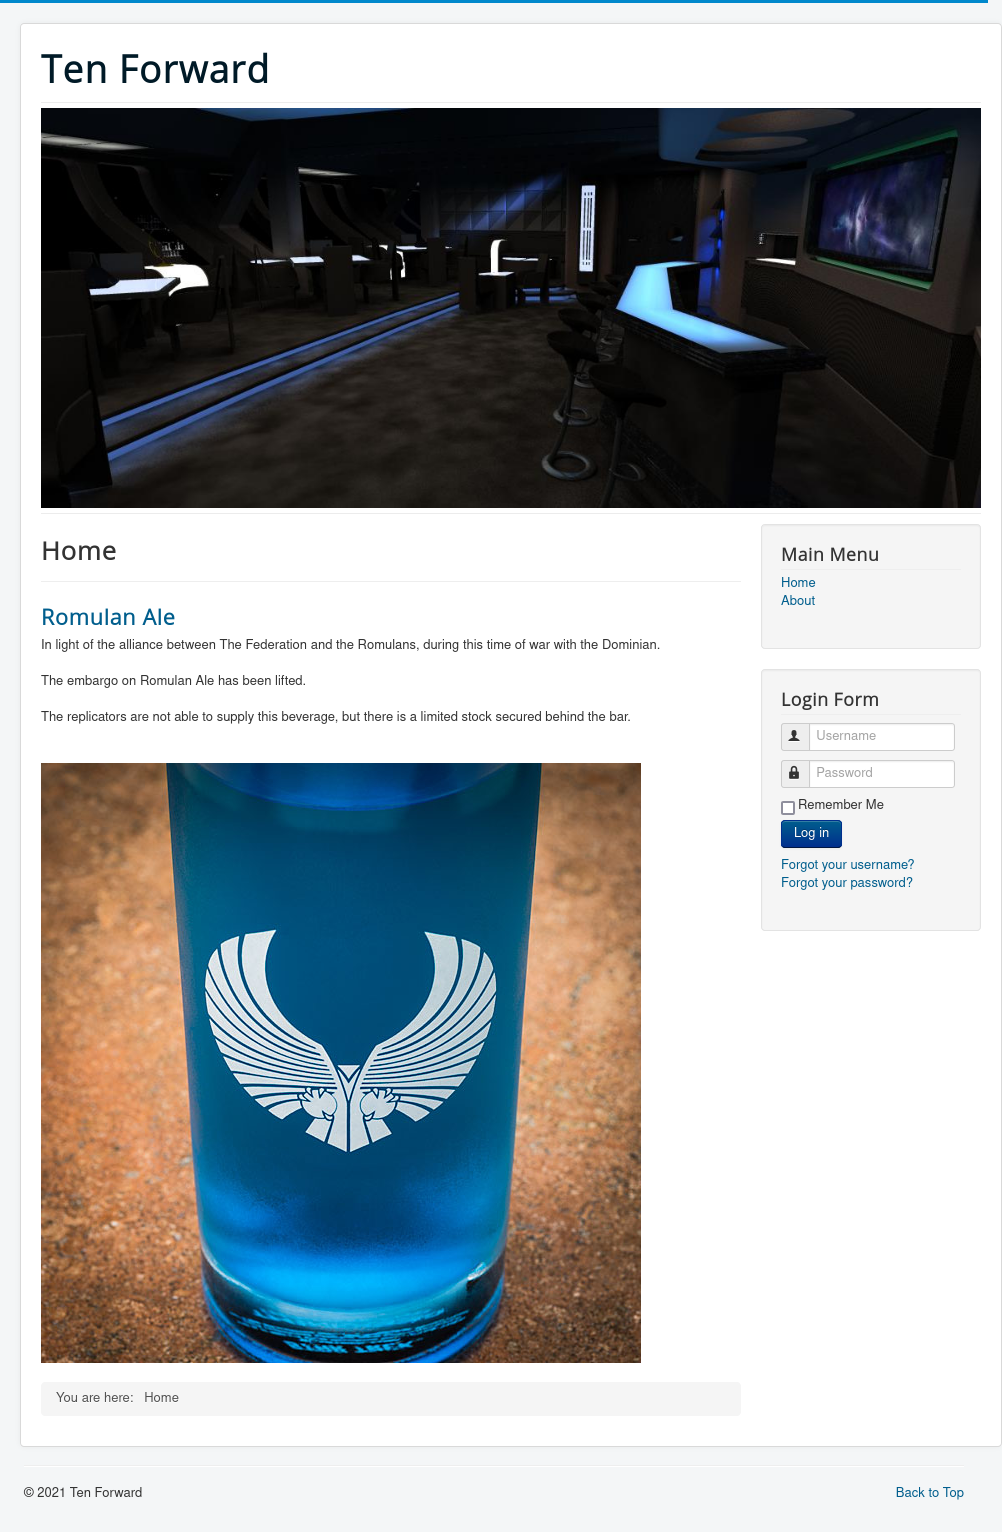 Ten Forward
Home
Romulan Ale
In light of the alliance between The Federation and the Romulans, during this time of war with the Dominian.
The embargo on Romulan Ale has been lifted.
The replicators are not able to supply this beverage, but there is a limited stock secured behind the bar.
You are here: Home
Main Menu
Home
About
Login Form
Username
Password
Remember Me
Log in
Forgot your username?
Forgot your password?
© 2021 Ten Forward
Back to Top